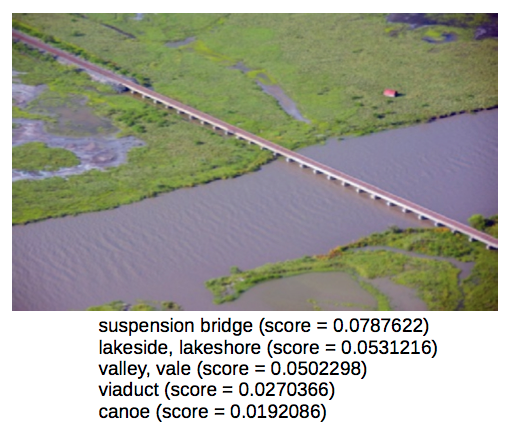 suspension bridge (score = 0.0787622)
lakeside, lakeshore (score = 0.0531216)
valley, vale (score = 0.0502298)
viaduct (score = 0.0270366)
canoe (score = 0.0192086)